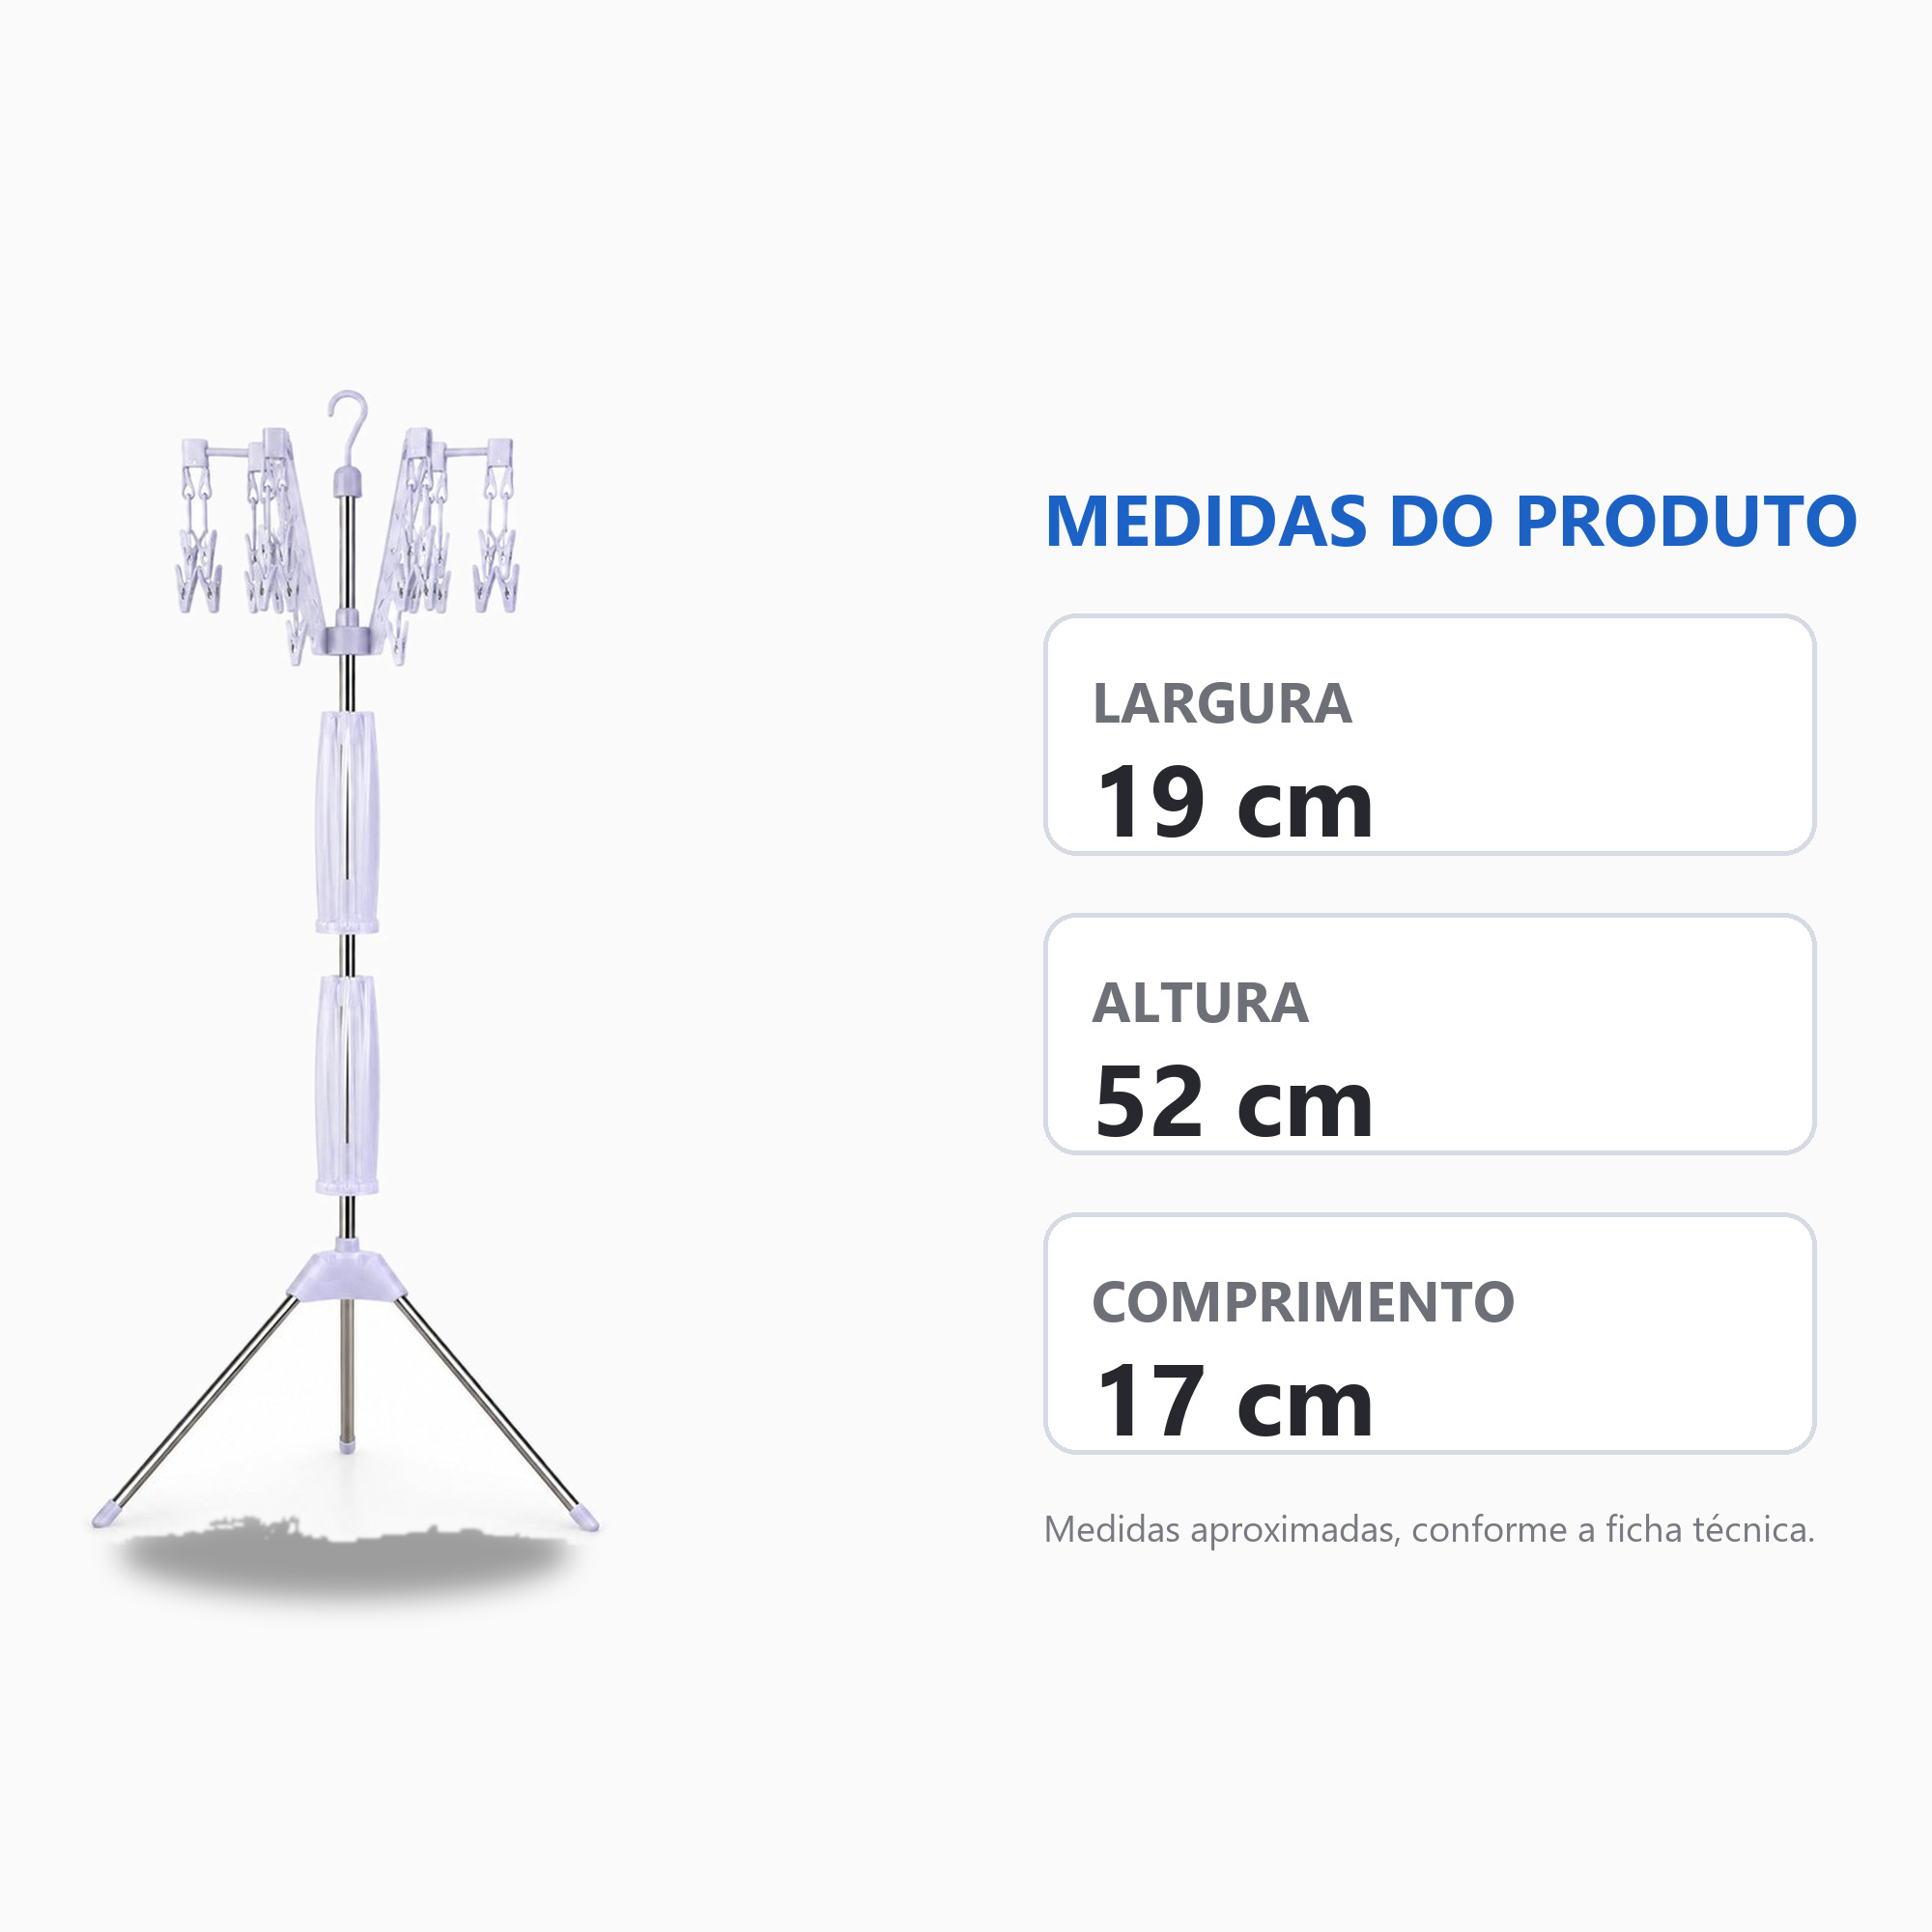 MEDIDAS DO PRODUTO
LARGURA
19 cm
ALTURA
52 cm
COMPRIMENTO
17 cm
Medidas aproximadas, conforme a ficha técnica.